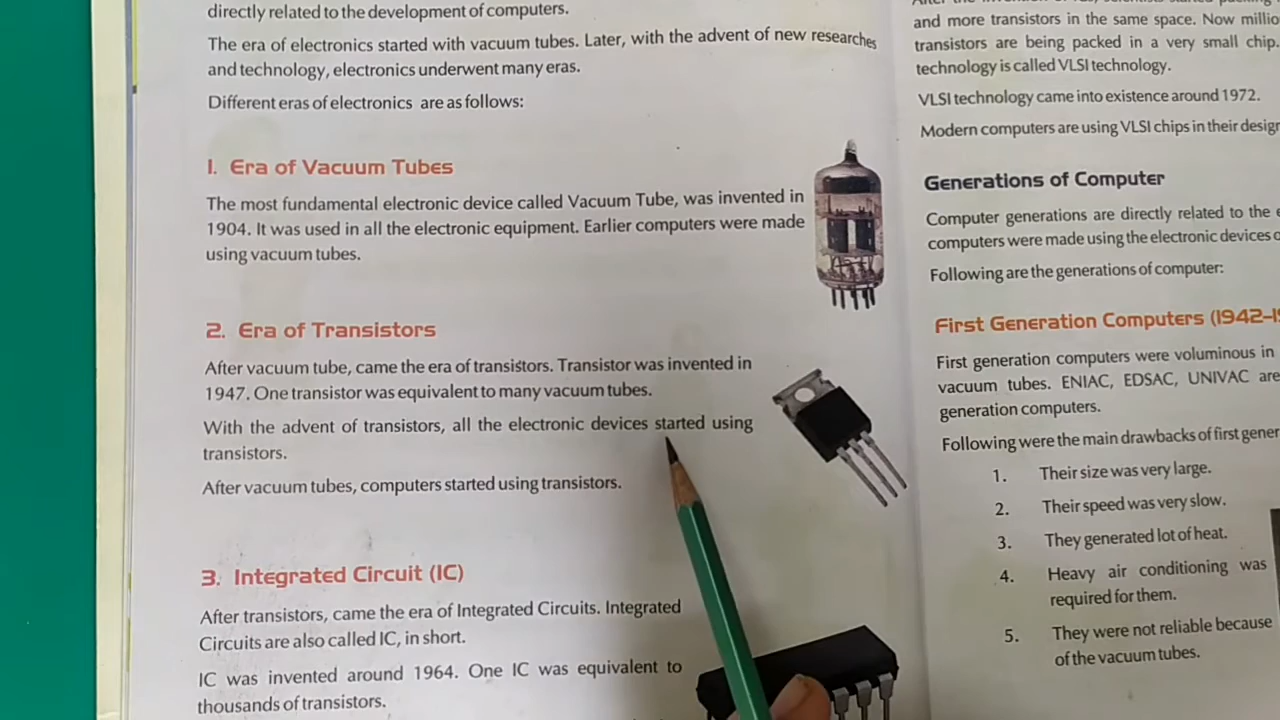 directly related to the development of computers.
The era of electronics started with vacuum tubes. Later, with the advent of new researches
and technology, electronics underwent many eras.
Different eras of electronics are as follows:
1. Era of Vacuum Tubes
The most fundamental electronic device called Vacuum Tube, was invented in
1904. It was used in all the electronic equipment. Earlier computers were made
using vacuum tubes.
2. Era of Transistors
After vacuum tube, came the era of transistors. Transistor was invented in
1947. One transistor was equivalent to many vacuum tubes.
With the advent of transistors, all the electronic devices started using
transistors.
After vacuum tubes, computers started using transistors.
3. Integrated Circuit (IC)
After transistors, came the era of Integrated Circuits. Integrated
Circuits are also called IC, in short.
IC was invented around 1964. One IC was equivalent to
thousands of transistors.
and more transistors in the same space. Now
transistors are being packed in a very small chip.
technology is called VLSI technology.
VLSI technology came into existence around 1972.
Modern computers are using VLSI chips in their
Generations of Computer
Computer generations are directly related to the
computers were made using the electronic devices
Following are the generations of computer:
First Generation Computers
First generation computers were voluminous in
vacuum tubes. ENIAC, EDSAC, UNIVAC are
generation computers.
Following were the main drawbacks of first
1. Their size was very large.
2. Their speed was very slow.
3. They generated lot of heat.
4. Heavy air conditioning was
required for them.
5. They were not reliable because
of the vacuum tubes.